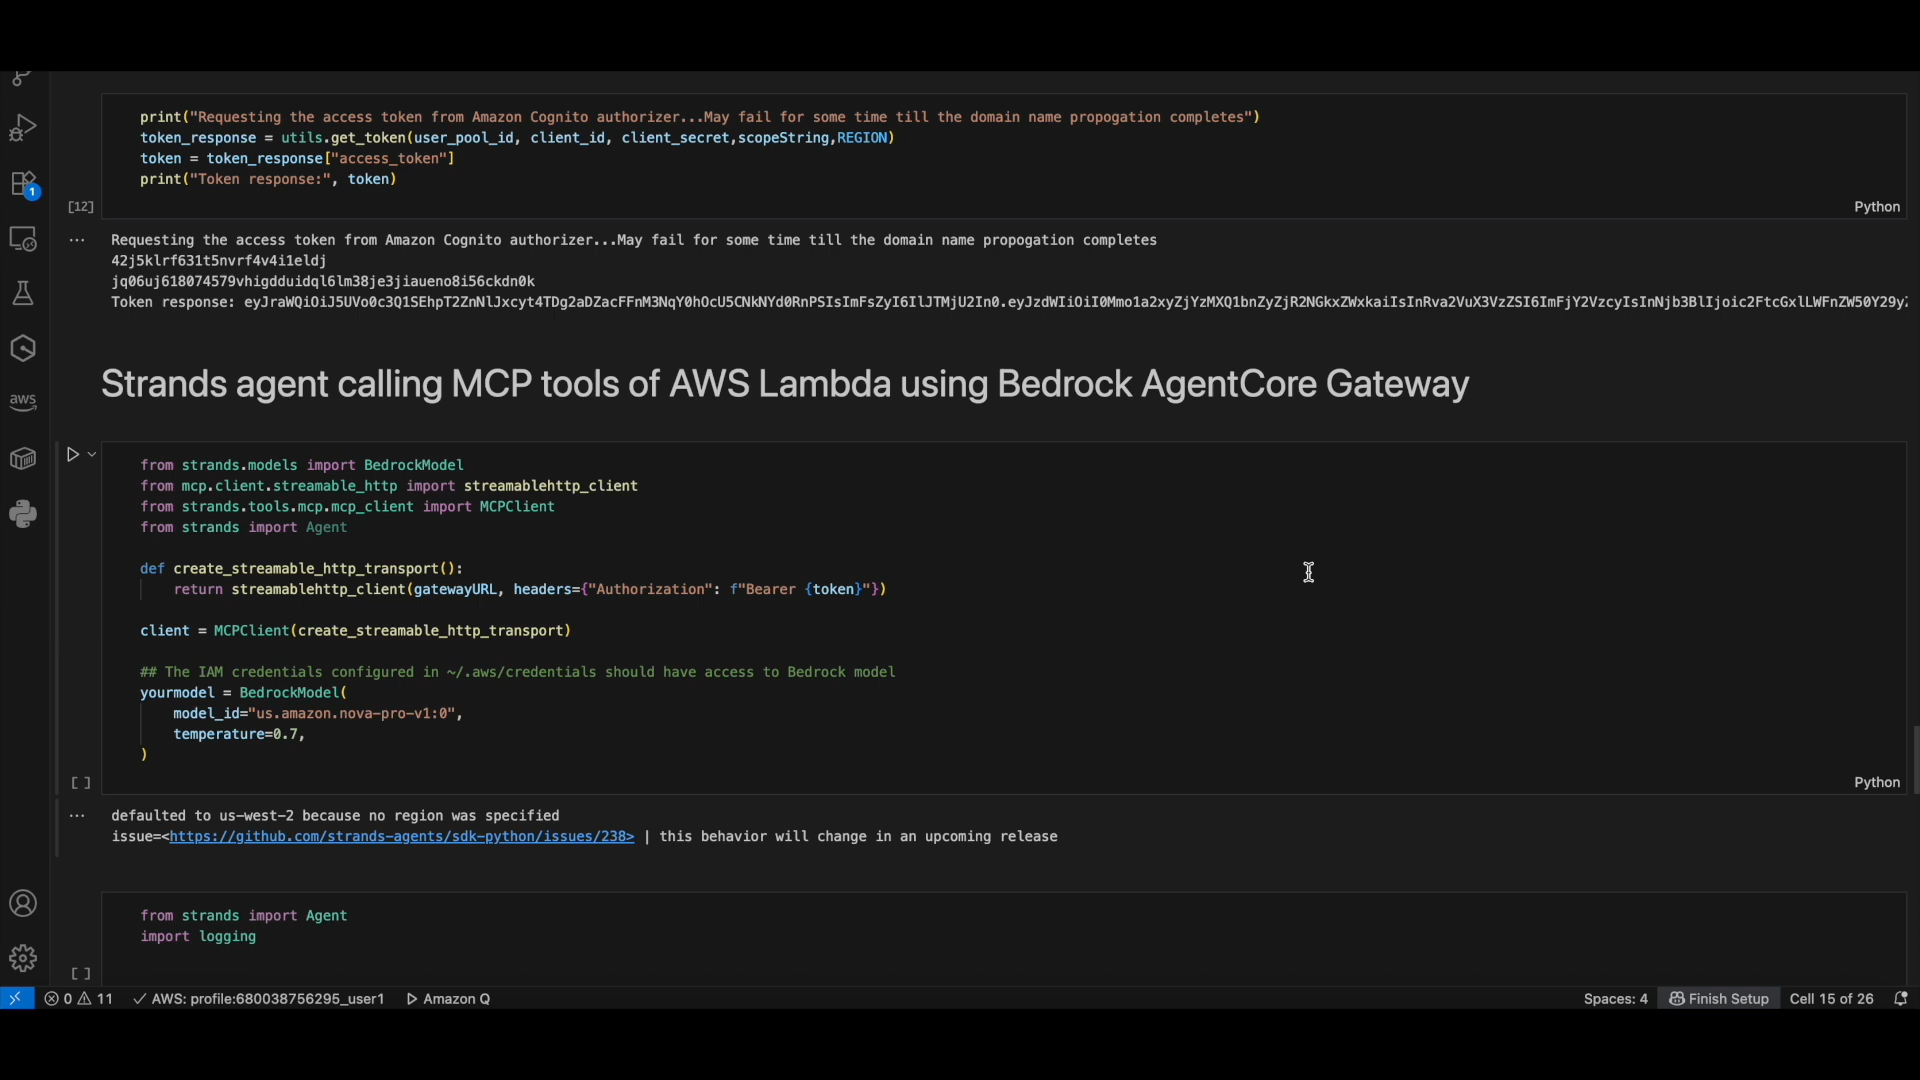 print("Requesting the access token from Amazon Cognito authorizer...May fail for some time till the domain name propogation completes")
token_response = utils.get_token(user_pool_id, client_id, client_secret,scopeString,REGION)
token = token_response["access_token"]
print("Token response:", token)
[12]
Python
Requesting the access token from Amazon Cognito authorizer...May fail for some time till the domain name propogation completes
42j5klrf631t5nvrf4v4i1eldj
jq06uj618074579vhigdduidql6lm38je3jiaueno8i56ckdn0k
Token response:
Strands agent calling MCP tools of AWS Lambda using Bedrock AgentCore Gateway
from strands.models import BedrockModel
from mcp.client.streamable_http import streamablehttp_client
from strands.tools.mcp.mcp_client import MCPClient
from strands import Agent
def create_streamable_http_transport():
return streamablehttp_client(gatewayURL, headers={"Authorization": f"Bearer {token}"})
client = MCPClient(create_streamable_http_transport)
## The IAM credentials configured in ~/.aws/credentials should have access to Bedrock model
yourmodel = BedrockModel(
model_id="us.amazon.nova-pro-v1:0",
temperature=0.7,
)
[ ]
Python
defaulted to us-west-2 because no region was specified
issue=<https://github.com/strands-agents/sdk-python/issues/238> | this behavior will change in an upcoming release
from strands import Agent
import logging
[ ]
1
aws
0 11 AWS: profile:680038756295_user1 Amazon Q
Spaces: 4 Finish Setup Cell 15 of 26